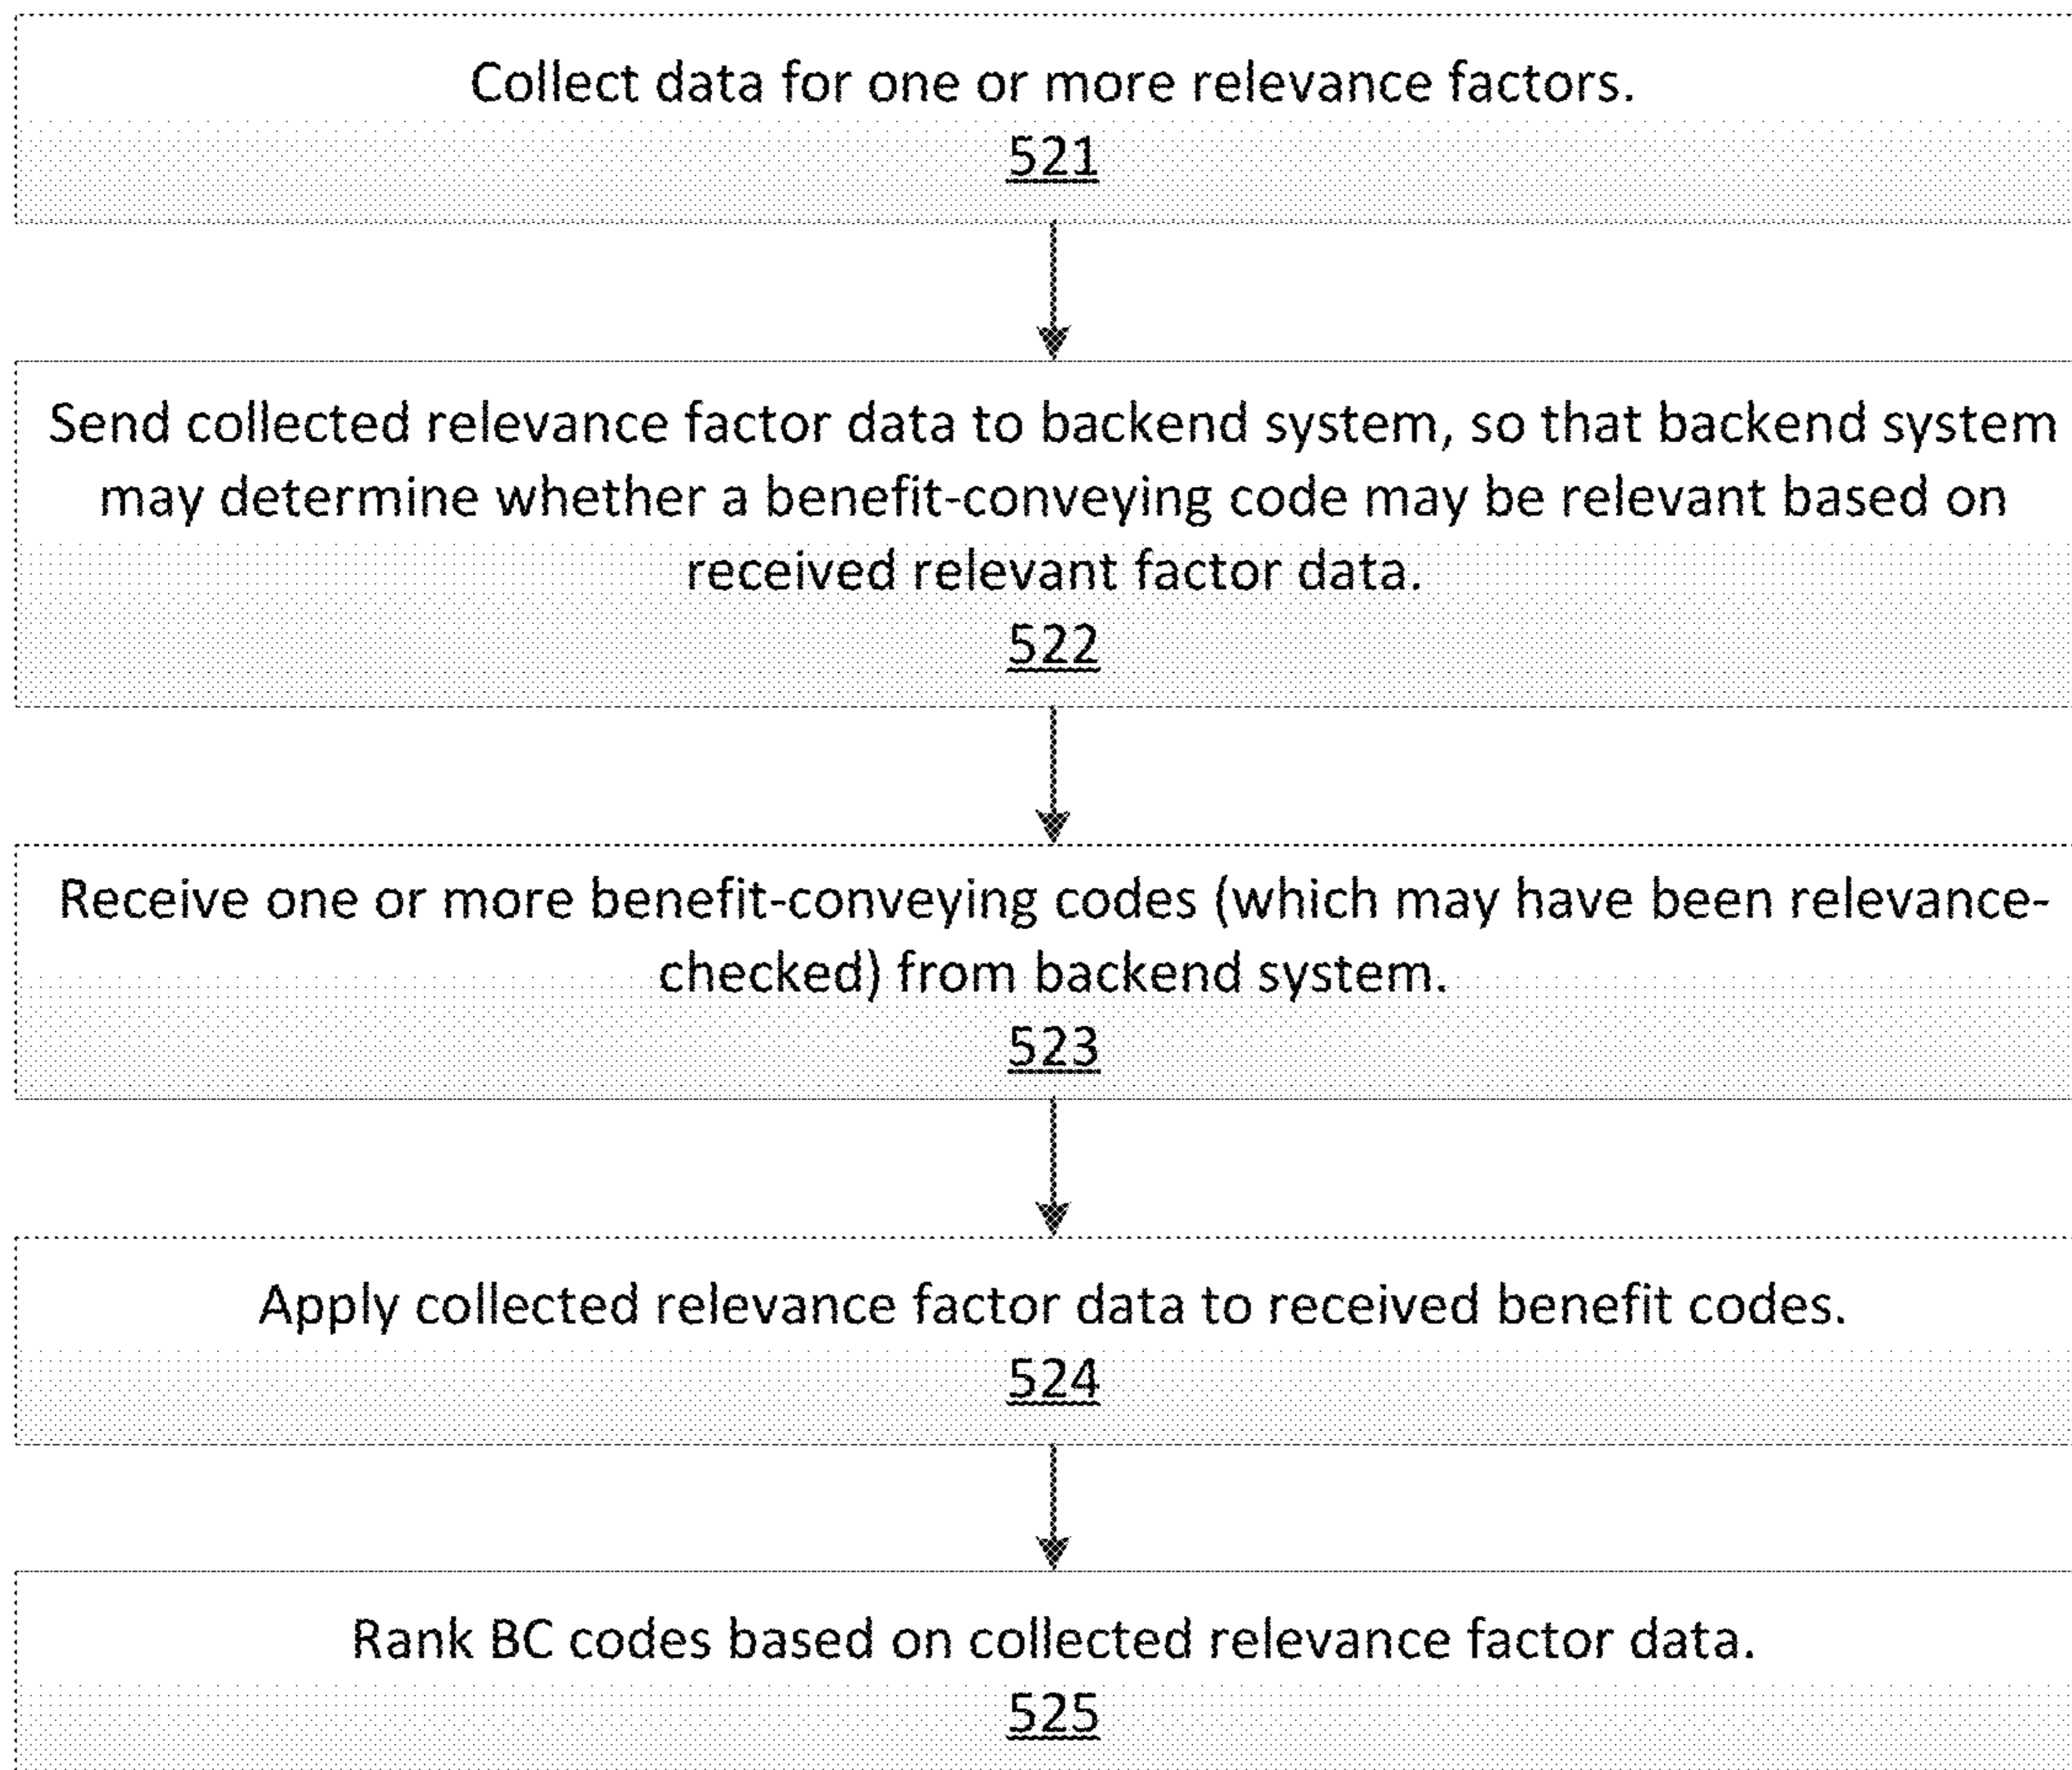 Collect data for one or more relevance factors.
521
Send collected relevance factor data to backend system, so that backend system
may determine whether a benefit-conveying code may be relevant based on
received relevant factor data.
522
Receive one or more benefit-conveying codes (which may have been relevance-
checked) from backend system.
523
Apply collected relevance factor data to received benefit codes.
524
Rank BC codes based on collected relevance factor data.
525